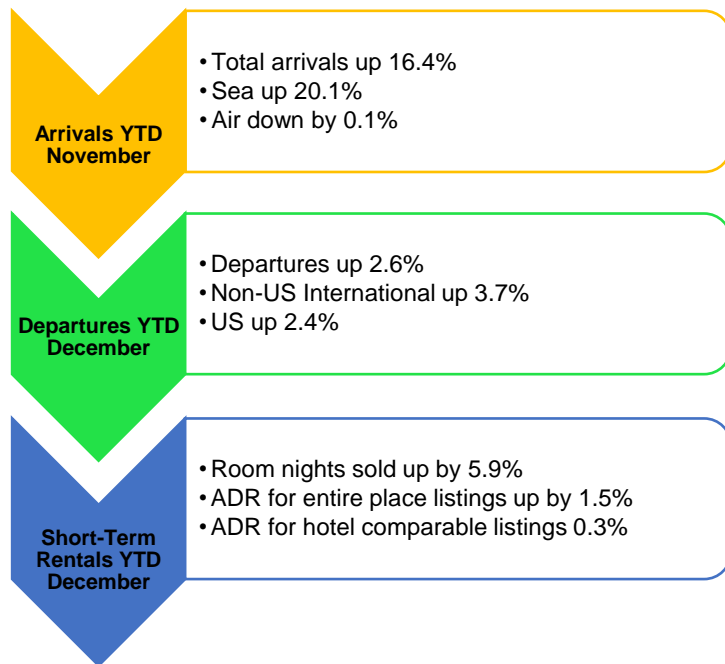 Arrivals YTD
November
• Total arrivals up 16.4%
• Sea up 20.1%
• Air down by 0.1%
Departures YTD
December
• Departures up 2.6%
• Non-US International up 3.7%
• US up 2.4%
Short-Term
Rentals YTD
December
• Room nights sold up by 5.9%
• ADR for entire place listings up by 1.5%
• ADR for hotel comparable listings 0.3%